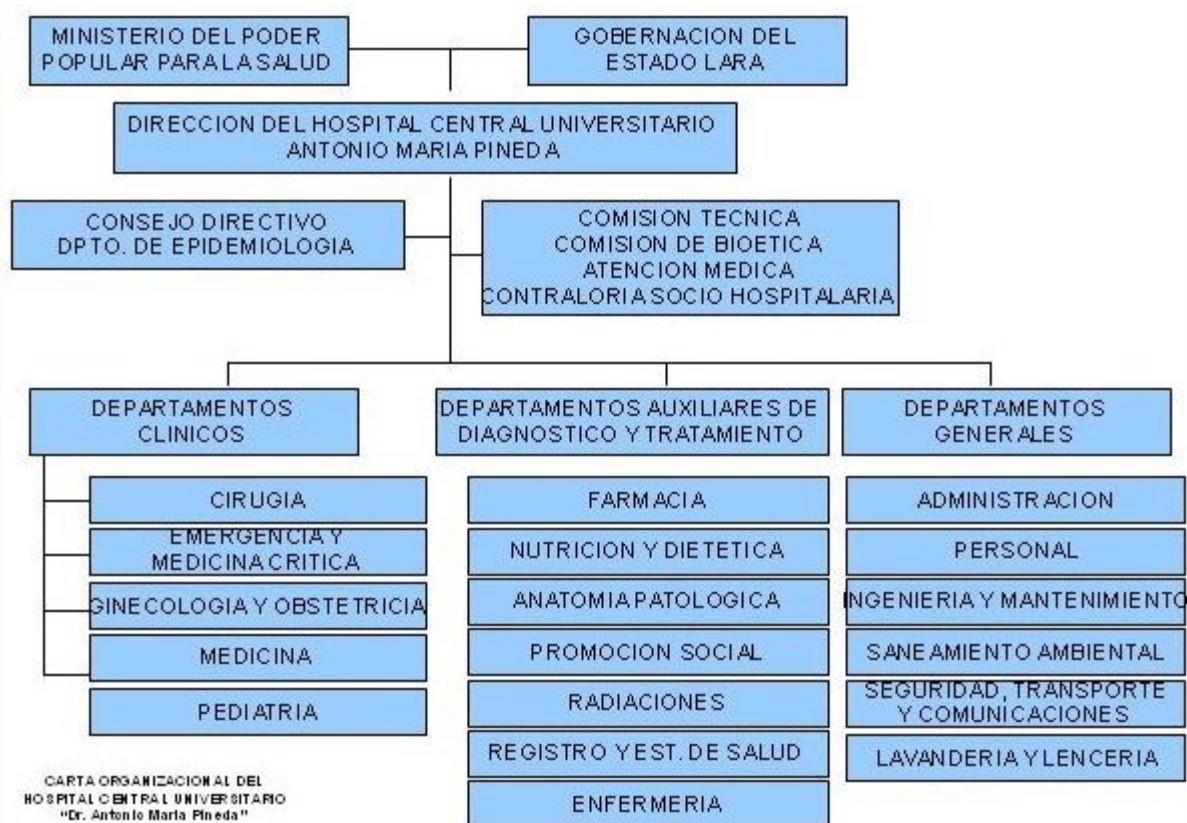 MINISTERIO DEL PODER
POPULAR PARA LA SALUD
GOBERNACION DEL
ESTADO LARA
DIRECCION DEL HOSPITAL CENTRAL UNIVERSITARIO
ANTONIO MARIA PINEDA
CONSEJO DIRECTIVO
DPTO. DE EPIDEMIOLOGIA
COMISION TECNICA
COMISION DE BIOETICA
ATENCION MEDICA
CONTRALORIA SOCIO HOSPITALARIA
DEPARTAMENTOS
CLINICOS
CIRUGIA
EMERGENCIA Y
MEDICINA CRITICA
GINECOLOGIA Y OBSTETRICIA
MEDICINA
PEDIATRIA
DEPARTAMENTOS AUXILIARES DE
DIAGNOSTICO Y TRATAMIENTO
FARMACIA
NUTRICION Y DIETETICA
ANATOMIA PATOLOGICA
PROMOCION SOCIAL
RADIACIONES
REGISTRO Y EST. DE SALUD
ENFERMERIA
DEPARTAMENTOS
GENERALES
ADMINISTRACION
PERSONAL
INGENIERIA Y MANTENIMIENTO
SANEAMIENTO AMBIENTAL
SEGURIDAD, TRANSPORTE
Y COMUNICACIONES
LAVANDERIA Y LENCERIA
CARTA ORGANIZACIONAL DEL
HOSPITAL CENTRAL UNIVERSITARIO
"Dr. Antonio María Pineda"